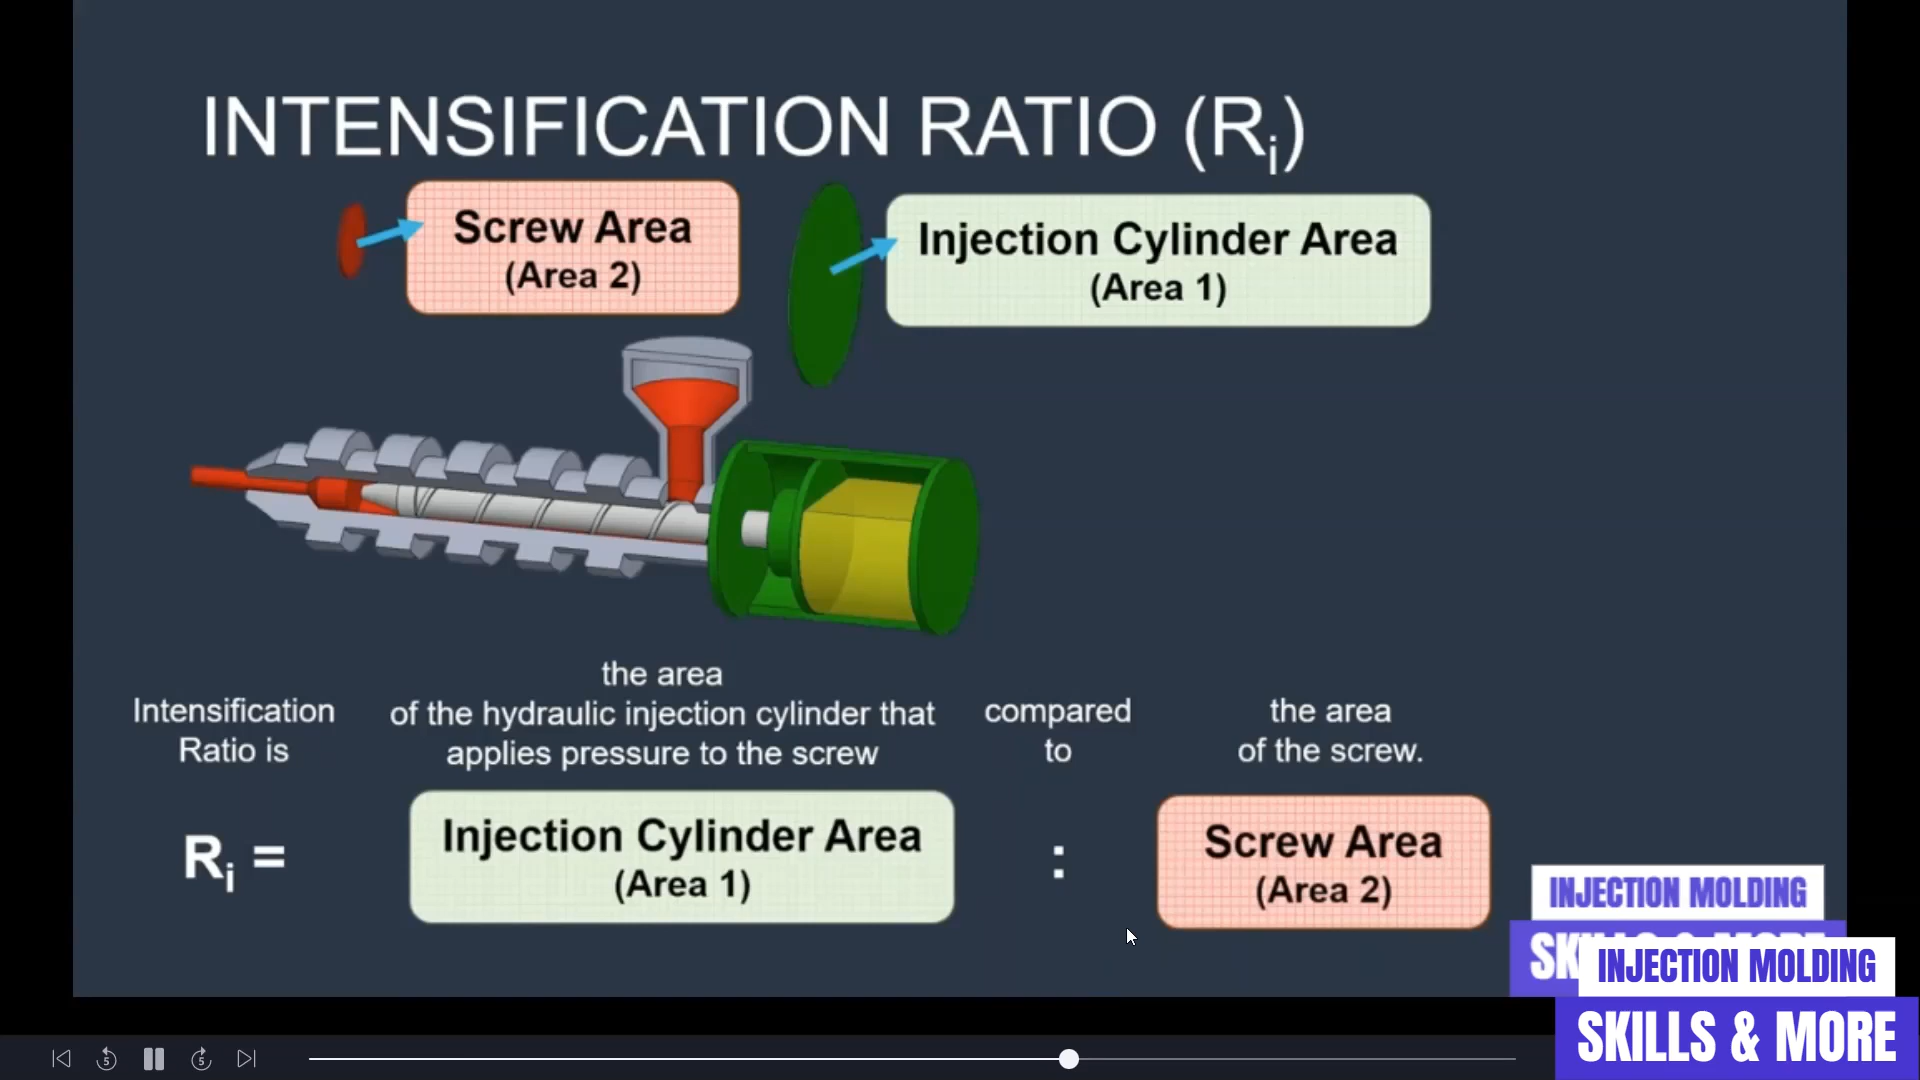 INTENSIFICATION RATIO (Ri)
Screw Area
(Area 2)
Injection Cylinder Area
(Area 1)
Intensification
Ratio is
the area
of the hydraulic injection cylinder that
applies pressure to the screw
compared
to
the area
of the screw.
Ri =
Injection Cylinder Area
(Area 1)
:
Screw Area
(Area 2)
INJECTION MOLDING
INJECTION MOLDING
SKILLS & MORE
5
5